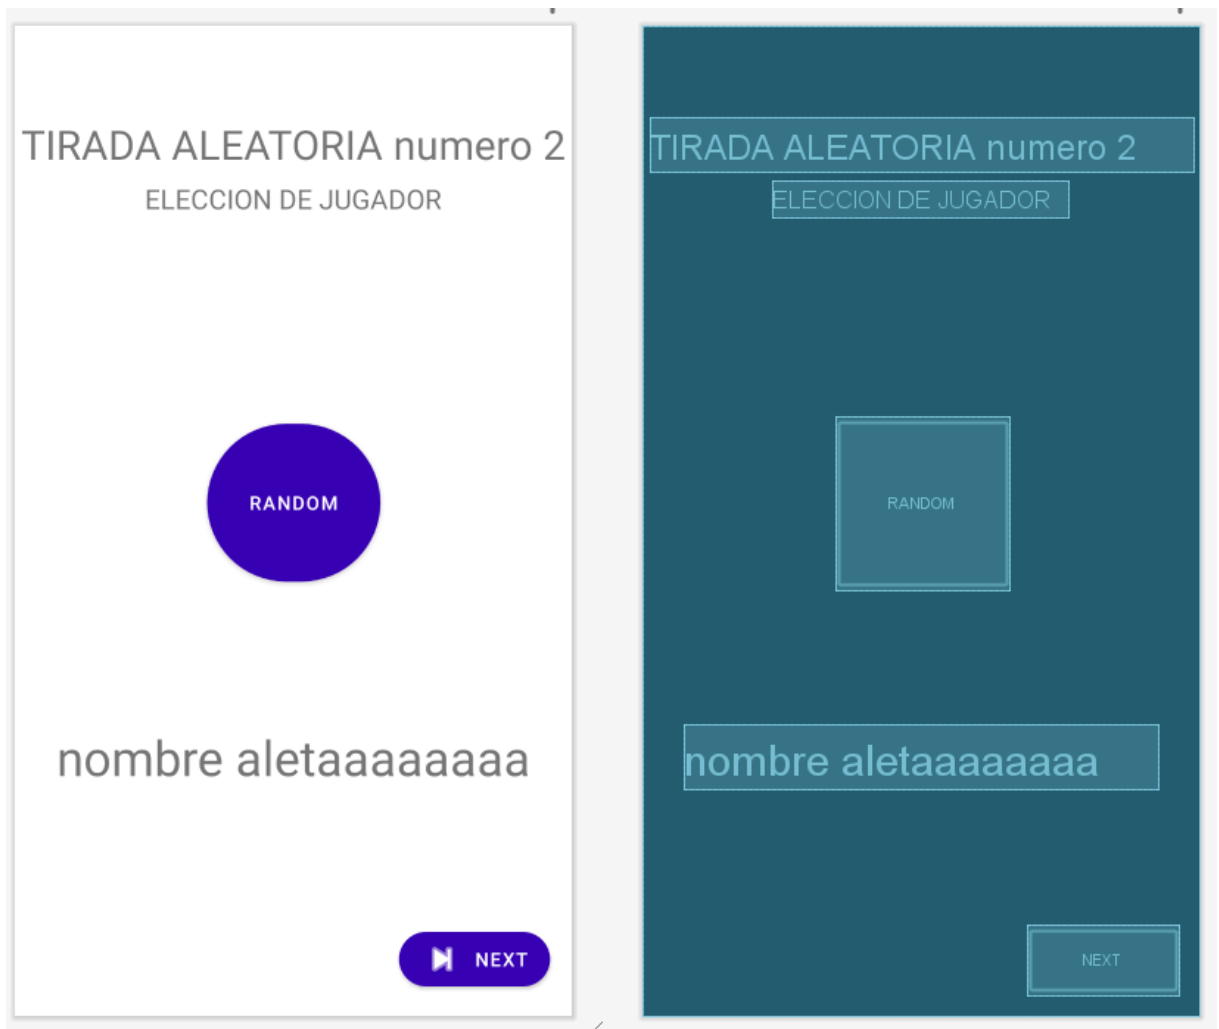 TIRADA ALEATORIA numero 2
ELECCION DE JUGADOR
RANDOM
nombre aletaaaaaaaa
NEXT
TIRADA ALEATORIA numero 2
ELECCION DE JUGADOR
RANDOM
nombre aletaaaaaaaa
NEXT